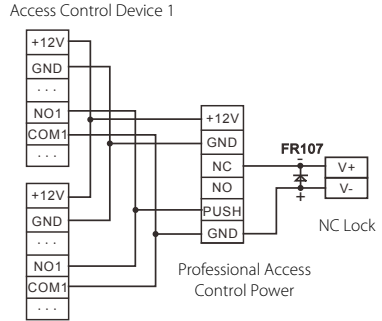 Access Control Device 1
+12V
GND
...
NO1
COM1
...
+12V
GND
...
NO1
COM1
...
+12V
GND
NC
NO
PUSH
GND
FR107
-
+
V+
V-
NC Lock
Professional Access
Control Power